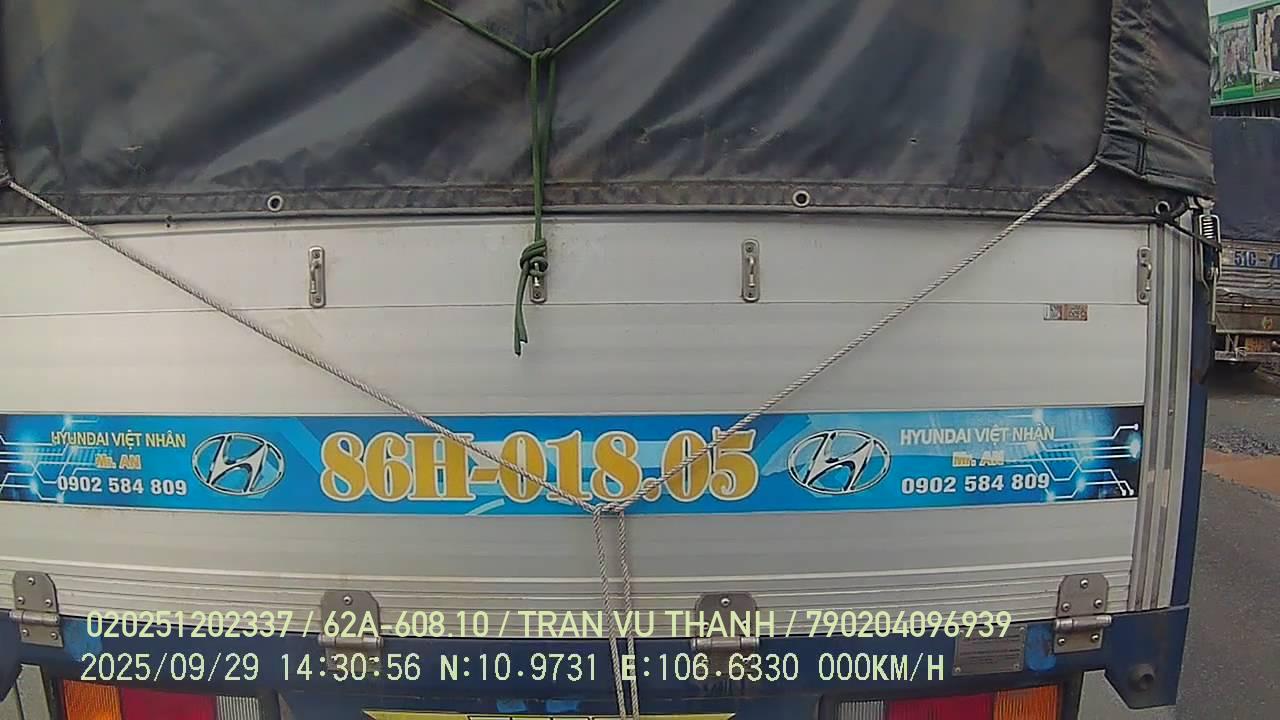 51C-7
HYUNDAI VIỆT NHÂN
Mr. AN
0902 584 809
86H-018.05
HYUNDAI VIỆT NHÂN
Mr. AN
0902 584 809
020251202337 / 62A-608.10 / TRAN VU THANH / 790204096939
2025/09/29 14:30:56 N:10.9731 E:106.6330 000KM/H